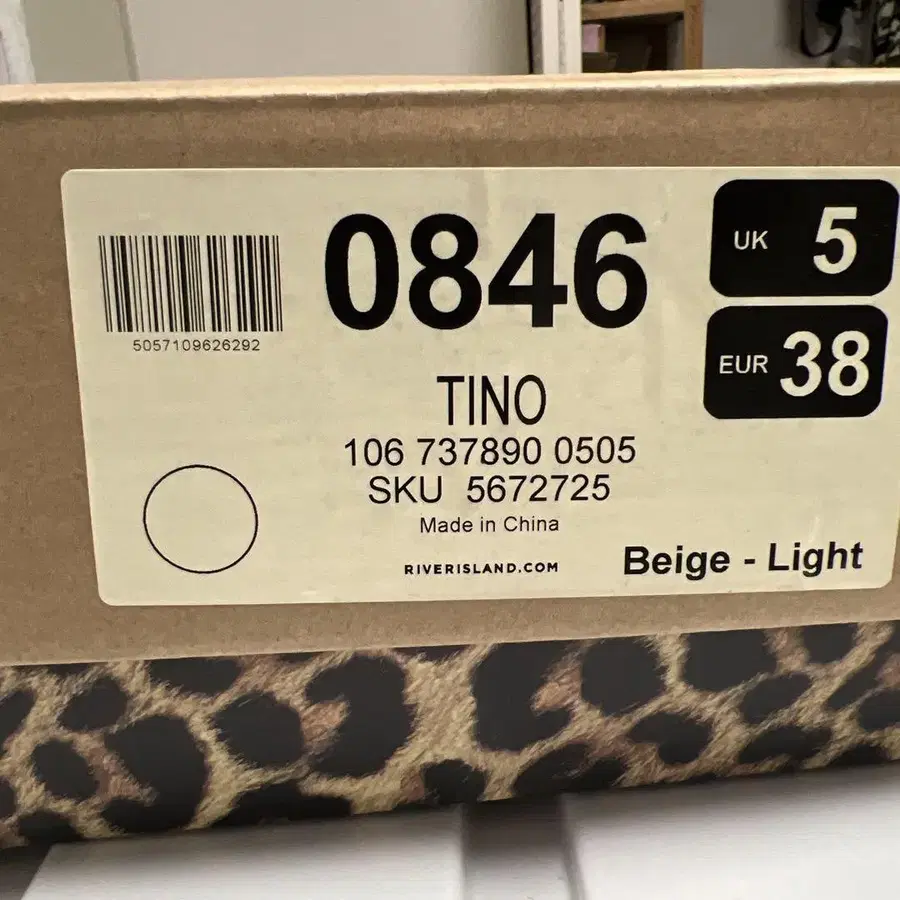 5057109626292
0846
UK 5
EUR 38
TINO
106 737890 0505
SKU 5672725
Made in China
RIVERISLAND.COM
Beige - Light